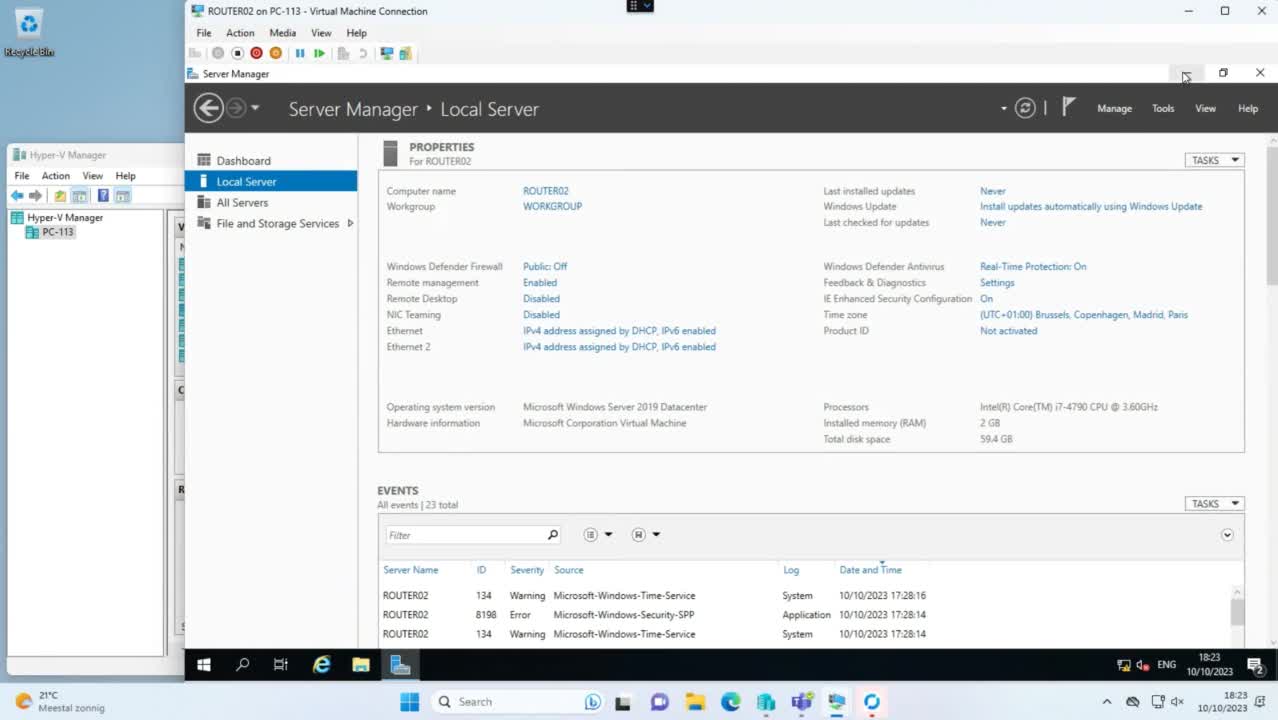 Recycle Bin
ROUTER02 on PC-113 - Virtual Machine Connection
File Action Media View Help
Server Manager
Server Manager ‣ Local Server
Manage Tools View Help
Hyper-V Manager
File Action View Help
Hyper-V Manager
PC-113
Dashboard
Local Server
All Servers
File and Storage Services
PROPERTIES
For ROUTER02
TASKS
Computer name ROUTER02
Workgroup WORKGROUP
Last installed updates Never
Windows Update Install updates automatically using Windows Update
Last checked for updates Never
Windows Defender Firewall Public: Off
Remote management Enabled
Remote Desktop Disabled
NIC Teaming Disabled
Ethernet IPv4 address assigned by DHCP, IPv6 enabled
Ethernet 2 IPv4 address assigned by DHCP, IPv6 enabled
Windows Defender Antivirus Real-Time Protection: On
Feedback & Diagnostics Settings
IE Enhanced Security Configuration On
Time zone (UTC+01:00) Brussels, Copenhagen, Madrid, Paris
Product ID Not activated
Operating system version Microsoft Windows Server 2019 Datacenter
Hardware information Microsoft Corporation Virtual Machine
Processors Intel(R) Core(TM) i7-4790 CPU @ 3.60GHz
Installed memory (RAM) 2 GB
Total disk space 59.4 GB
EVENTS
All events | 23 total
TASKS
Filter
Server Name ID Severity Source Log Date and Time
ROUTER02 134 Warning Microsoft-Windows-Time-Service System 10/10/2023 17:28:16
ROUTER02 8198 Error Microsoft-Windows-Security-SPP Application 10/10/2023 17:28:14
ROUTER02 134 Warning Microsoft-Windows-Time-Service System 10/10/2023 17:28:14
ENG
18:23
10/10/2023
2
21°C
Meestal zonnig
Search
18:23
10/10/2023